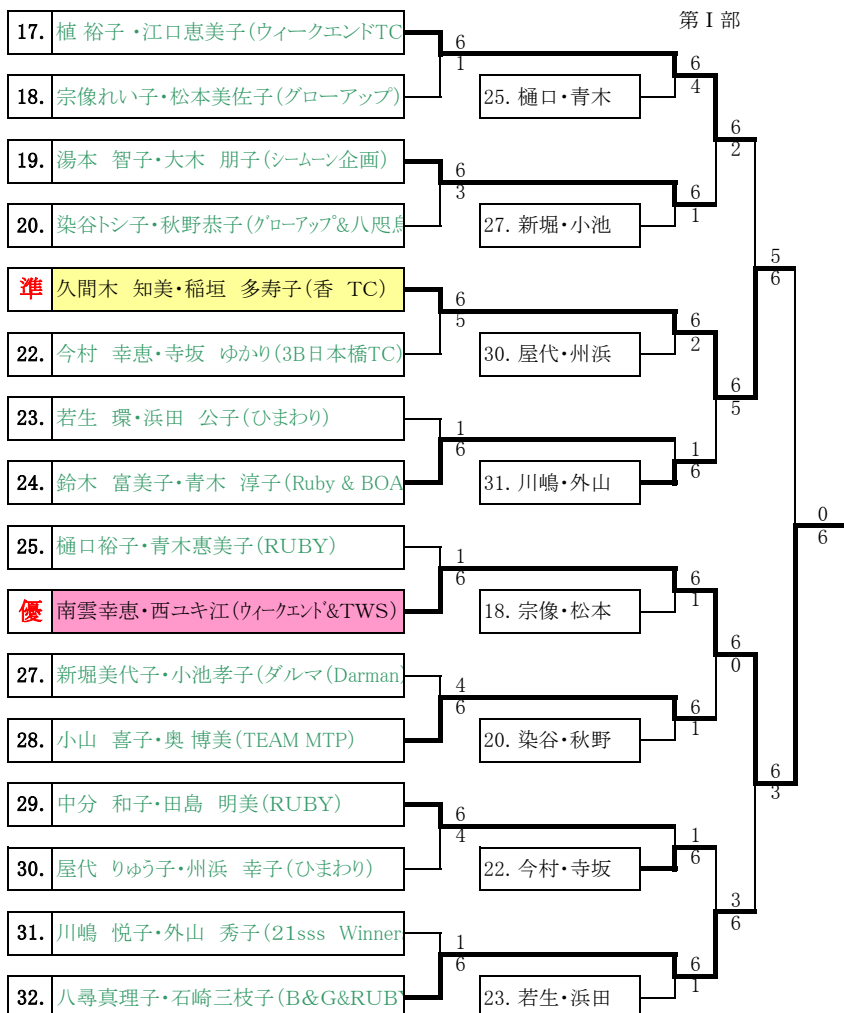 第Ⅰ部
17. 植 裕子 ・江口恵美子(ウィークエンドTC
6
1
6
4
18. 宗像れい子・松本美佐子(グローアップ)
25. 樋口・青木
6
2
19. 湯本 智子・大木 朋子(シームーン企画)
6
3
6
1
20. 染谷トシ子・秋野恭子(グローアップ&八咫烏
27. 新堀・小池
5
6
準 久間木 知美・稲垣 多寿子(香 TC)
6
5
6
2
22. 今村 幸恵・寺坂 ゆかり(3B日本橋TC)
30. 屋代・州浜
6
5
23. 若生 環・浜田 公子(ひまわり)
1
6
1
6
24. 鈴木 富美子・青木 淳子(Ruby & BOA
31. 川嶋・外山
0
6
25. 樋口裕子・青木惠美子(RUBY)
1
6
6
1
優 南雲幸恵・西ユキ江(ウィークエンド&TWS)
18. 宗像・松本
6
0
27. 新堀美代子・小池孝子(ダルマ(Darman)
4
6
6
1
28. 小山 喜子・奥 博美(TEAM MTP)
20. 染谷・秋野
6
3
29. 中分 和子・田島 明美(RUBY)
6
4
1
6
30. 屋代 りゅう子・州浜 幸子(ひまわり)
22. 今村・寺坂
3
6
31. 川嶋 悦子・外山 秀子(21sss Winner
1
6
6
1
32. 八尋真理子・石崎三枝子(B&G&RUBY
23. 若生・浜田